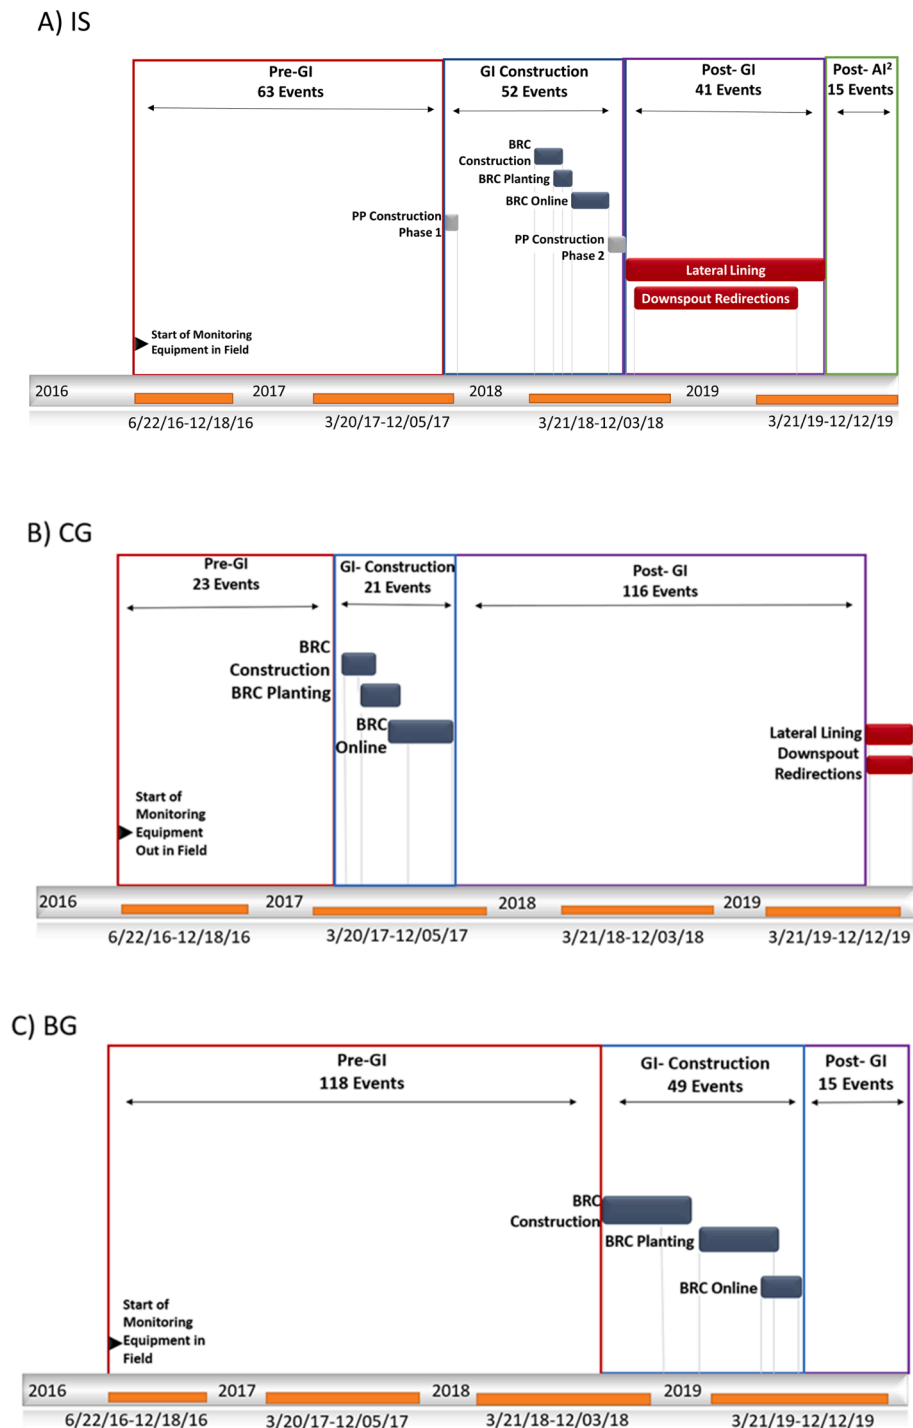 A) IS
Pre-GI
63 Events
GI Construction
52 Events
Post- GI
41 Events
Post- AI²
15 Events
BRC
Construction
BRC Planting
BRC Online
PP Construction
Phase 1
PP Construction
Phase 2
Lateral Lining
Downspout Redirections
Start of Monitoring
Equipment in Field
2016 2017 2018 2019
6/22/16-12/18/16 3/20/17-12/05/17 3/21/18-12/03/18 3/21/19-12/12/19
B) CG
Pre-GI
23 Events
GI- Construction
21 Events
Post- GI
116 Events
BRC
Construction
BRC Planting
BRC
Online
Lateral Lining
Downspout
Redirections
Start of
Monitoring
Equipment
Out in Field
2016 2017 2018 2019
6/22/16-12/18/16 3/20/17-12/05/17 3/21/18-12/03/18 3/21/19-12/12/19
C) BG
Pre-GI
118 Events
GI- Construction
49 Events
Post- GI
15 Events
BRC
Construction
BRC Planting
BRC Online
Start of
Monitoring
Equipment in
Field
2016 2017 2018 2019
6/22/16-12/18/16 3/20/17-12/05/17 3/21/18-12/03/18 3/21/19-12/12/19